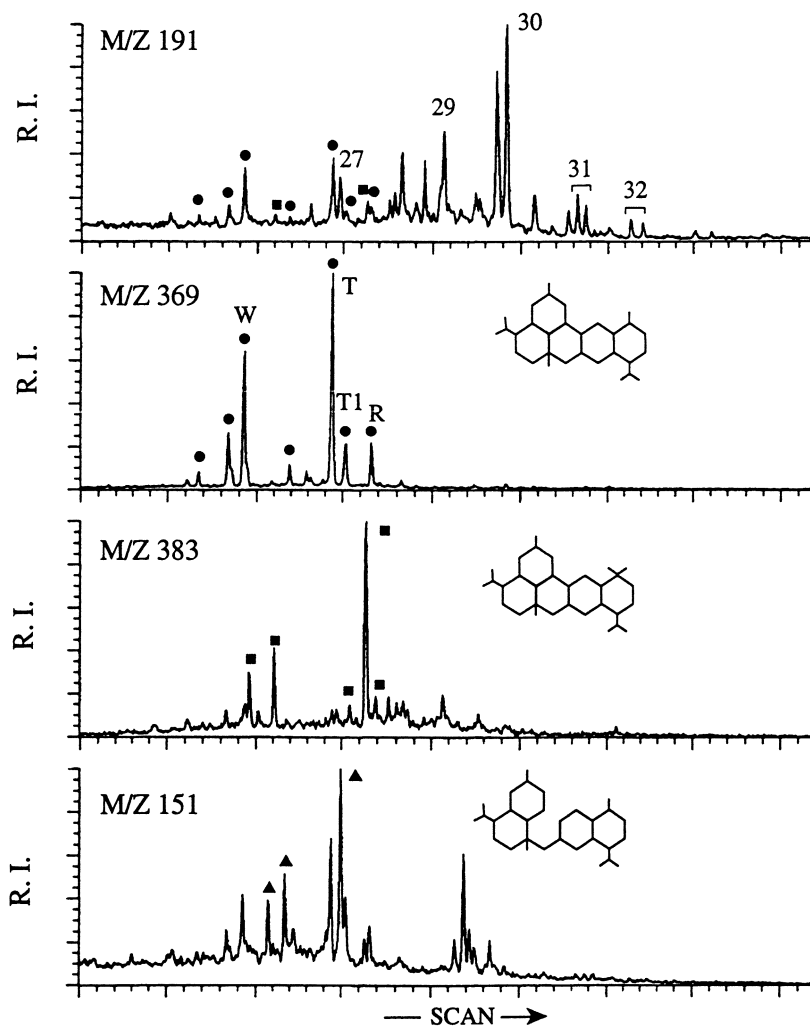 M/Z 191
30
29
27
31
32
R. I.
M/Z 369
W
T
T1
R
R. I.
M/Z 383
R. I.
M/Z 151
R. I.
SCAN